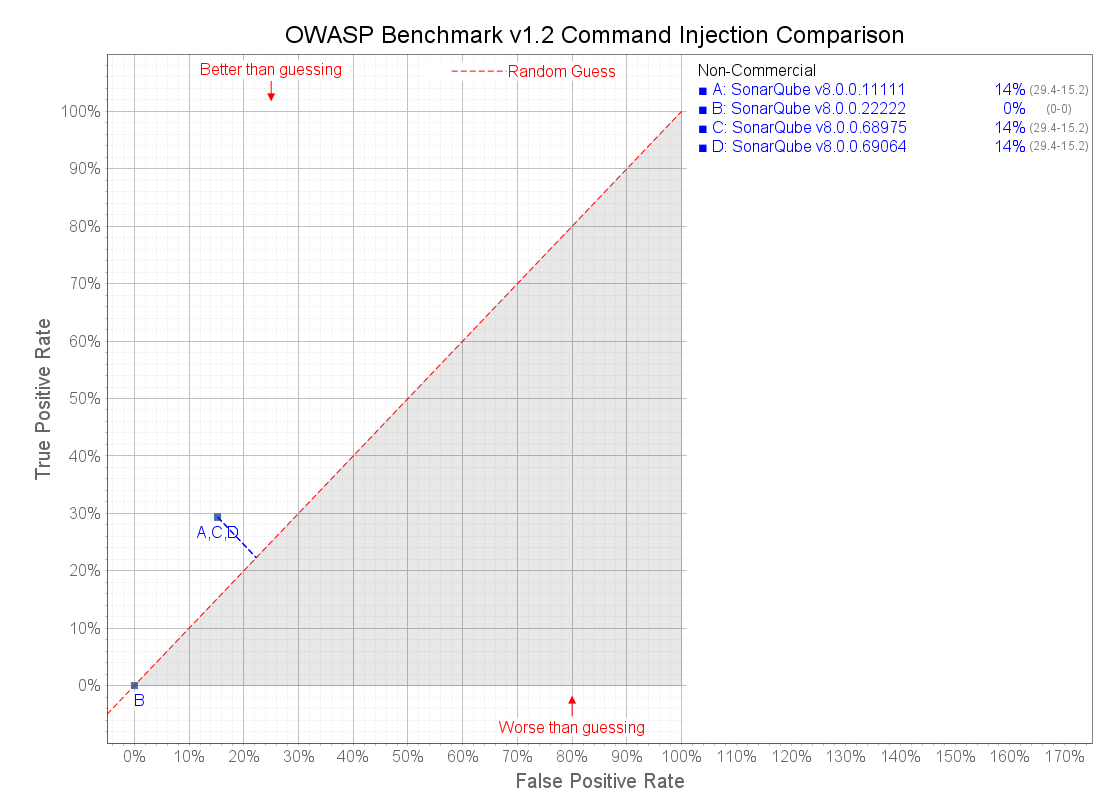 OWASP Benchmark v1.2 Command Injection Comparison
Better than guessing
Random Guess
Non-Commercial
A: SonarQube v8.0.0.11111 14% (29.4-15.2)
B: SonarQube v8.0.0.22222 0% (0-0)
C: SonarQube v8.0.0.68975 14% (29.4-15.2)
D: SonarQube v8.0.0.69064 14% (29.4-15.2)
100%
90%
80%
70%
60%
50%
40%
30%
20%
10%
0%
True Positive Rate
A,C,D
B
Worse than guessing
0% 10% 20% 30% 40% 50% 60% 70% 80% 90% 100% 110% 120% 130% 140% 150% 160% 170%
False Positive Rate